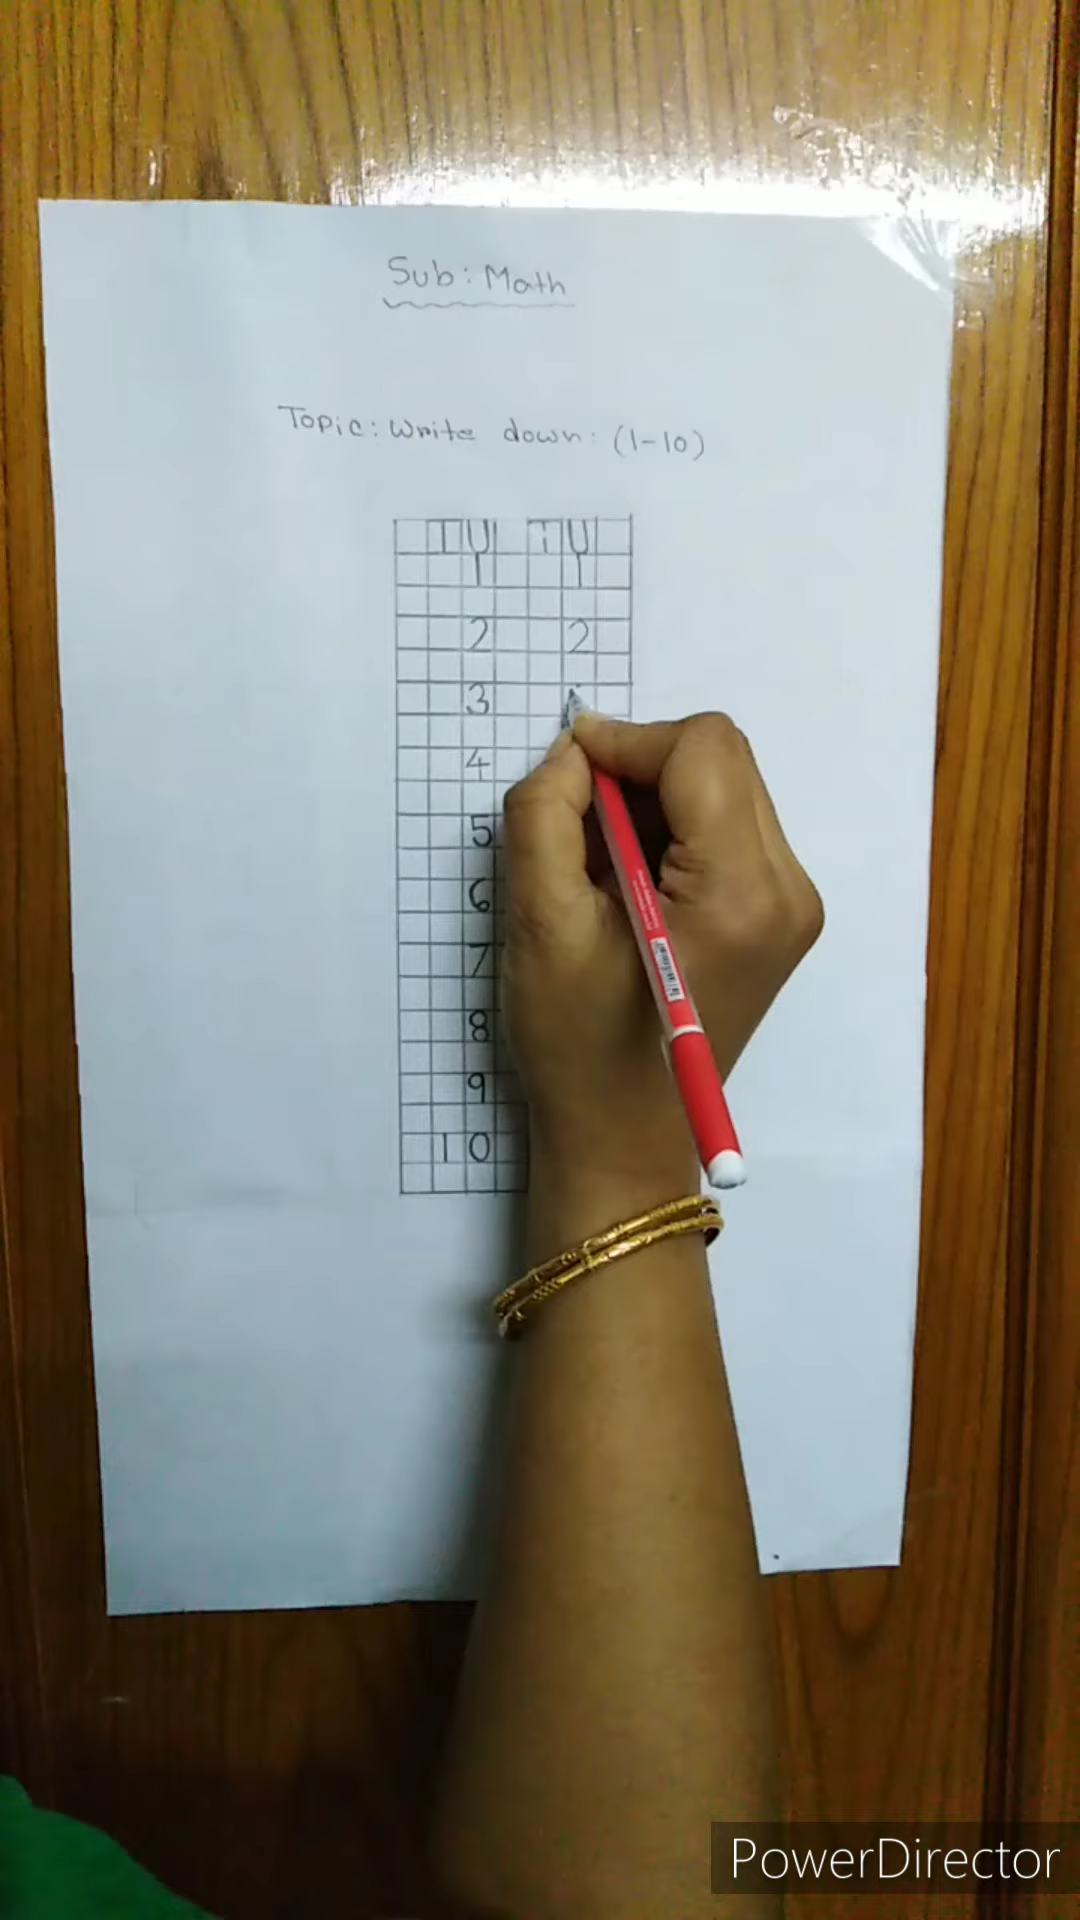 Sub: Math
Topic: Write down: (1-10)
T U T U
1 1
2 2
3
4
5
6
7
8
9
10
PowerDirector